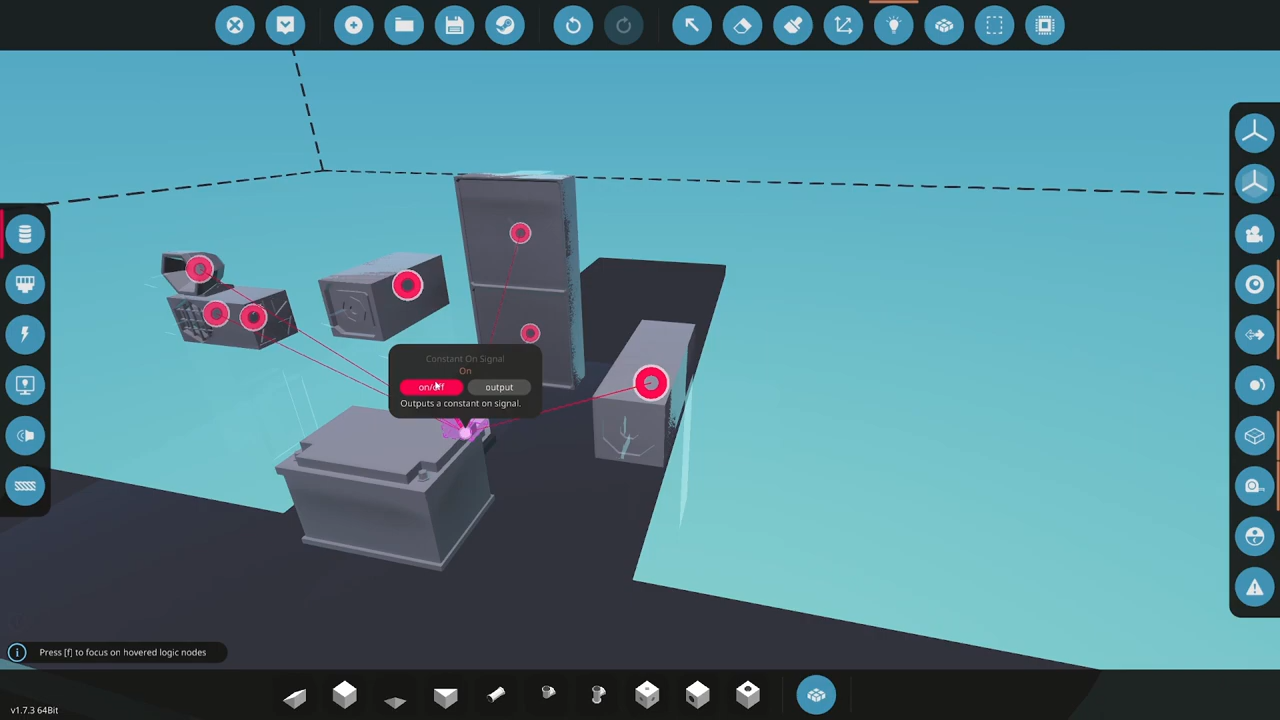 Constant On Signal
On
on/off output
Outputs a constant on signal.
Press [f] to focus on hovered logic nodes
v1.7.3 64Bit